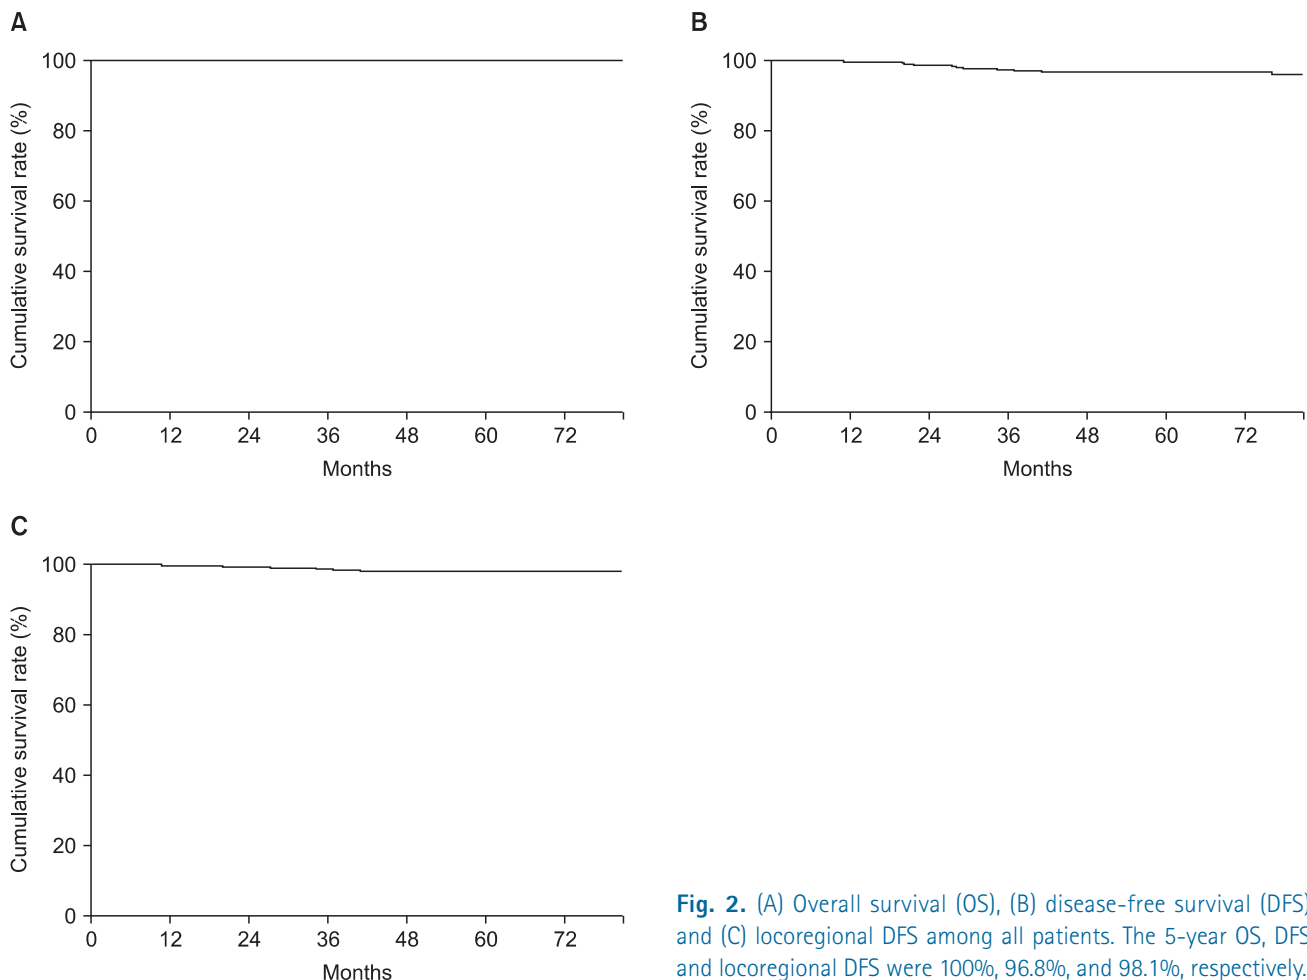 A
100
80
60
40
20
0
Cumulative survival rate (%)
0 12 24 36 48 60 72
Months
B
100
80
60
40
20
0
Cumulative survival rate (%)
0 12 24 36 48 60 72
Months
C
100
80
60
40
20
0
Cumulative survival rate (%)
0 12 24 36 48 60 72
Months
Fig. 2. (A) Overall survival (OS), (B) disease-free survival (DFS)
and (C) locoregional DFS among all patients. The 5-year OS, DFS
and locoregional DFS were 100%, 96.8%, and 98.1%, respectively.